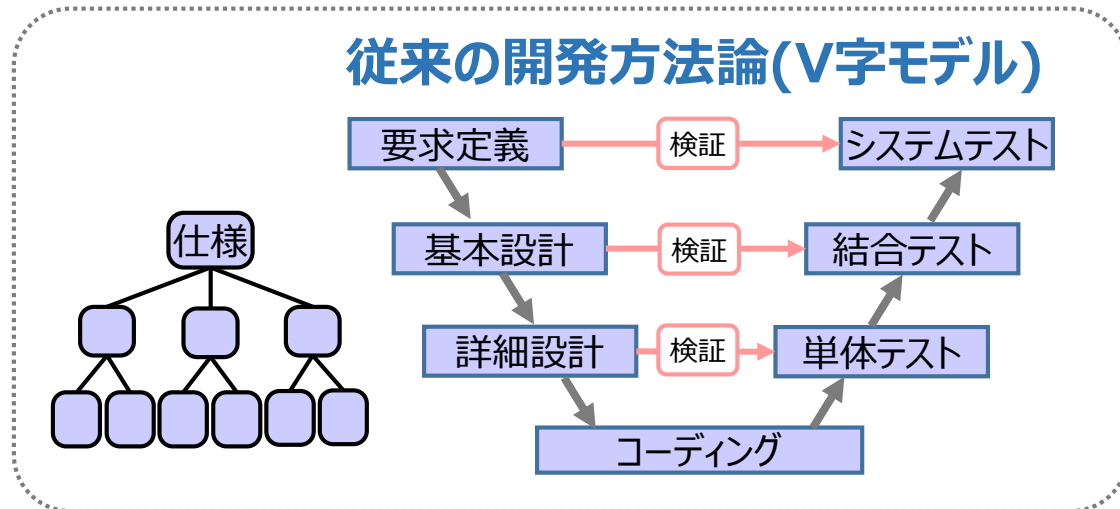 従来の開発方法論(V字モデル)
要求定義
検証
システムテスト
仕様
基本設計
検証
結合テスト
詳細設計
検証
単体テスト
コーディング